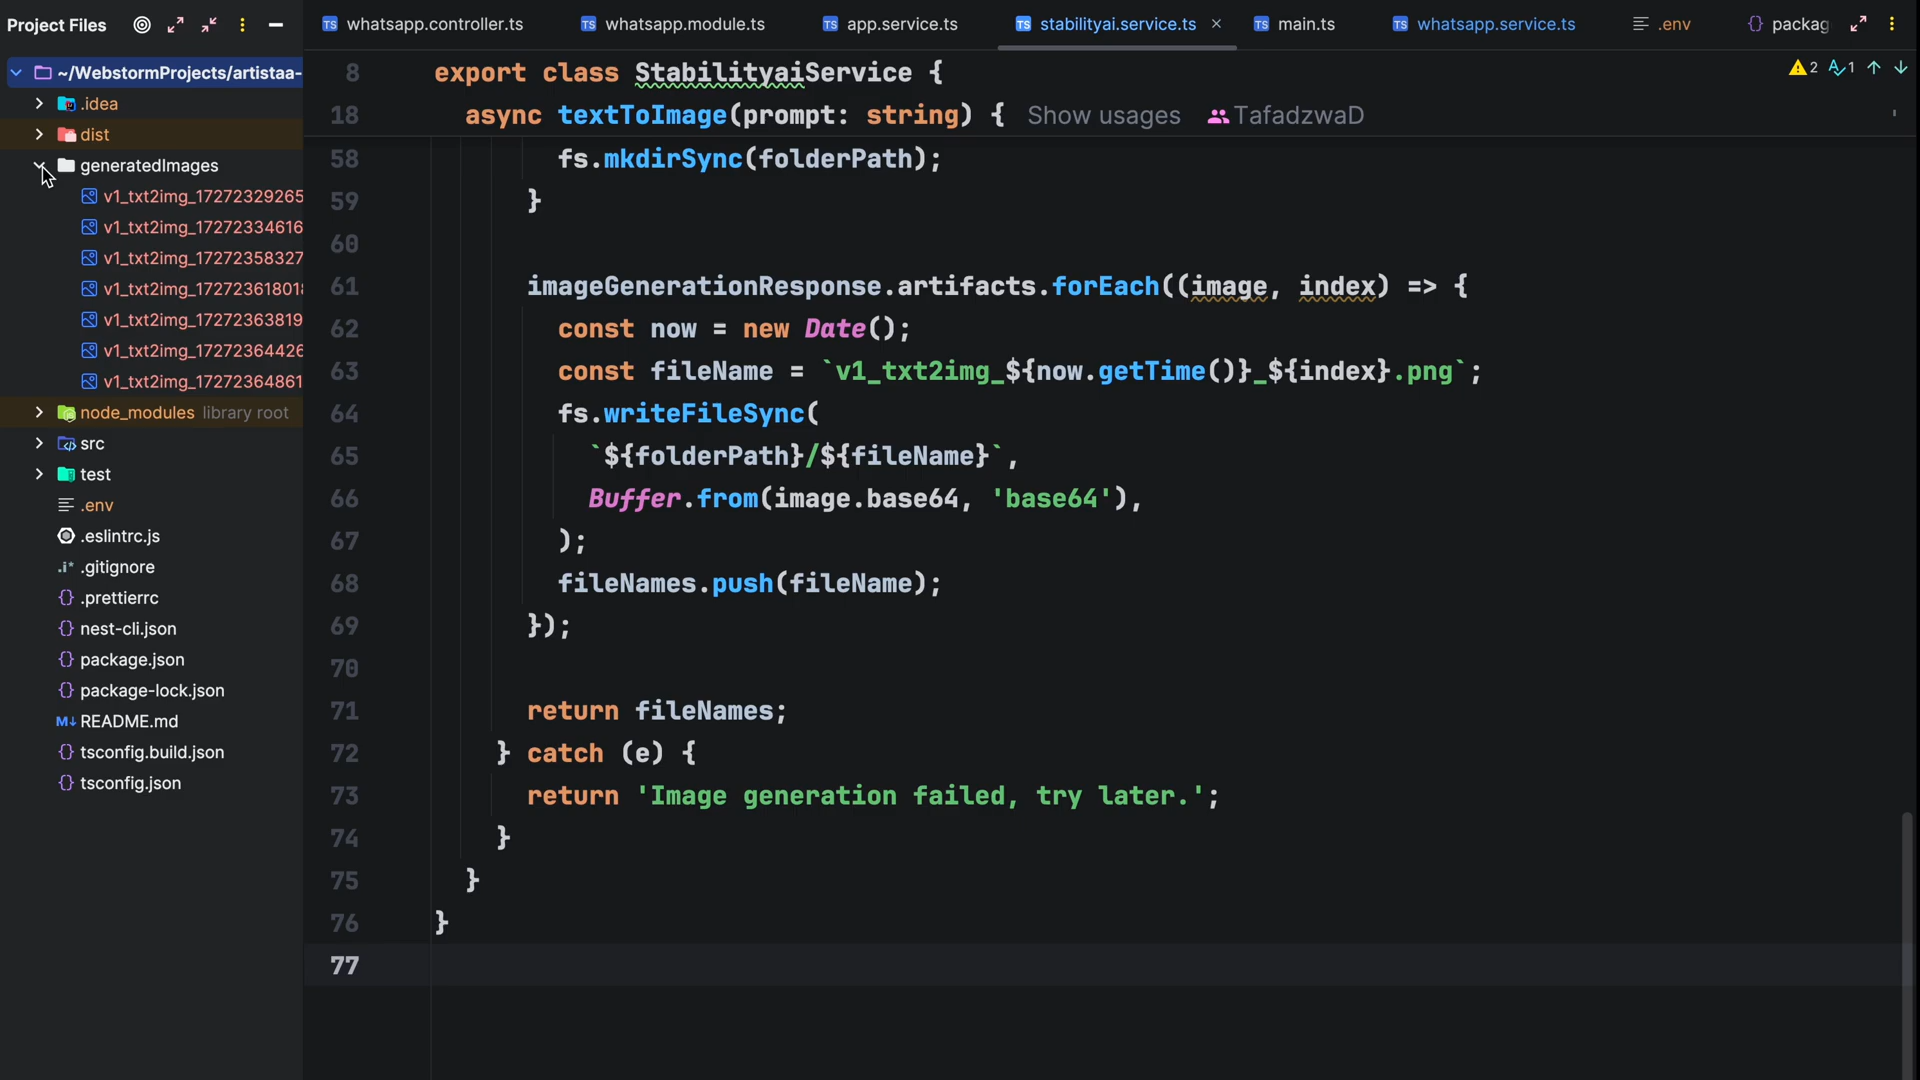 Project Files
whatsapp.controller.ts
whatsapp.module.ts
app.service.ts
stabilityai.service.ts
main.ts
whatsapp.service.ts
.env
packag
~/WebstormProjects/artistaa-
.idea
dist
generatedImages
v1_txt2img_17272329265
v1_txt2img_17272334616
v1_txt2img_17272358327
v1_txt2img_172723618018
v1_txt2img_17272363819
v1_txt2img_17272364426
v1_txt2img_17272364861
node_modules library root
src
test
.env
.eslintrc.js
.gitignore
.prettierrc
nest-cli.json
package.json
package-lock.json
README.md
tsconfig.build.json
tsconfig.json
2 1
8 export class StabilityaiService {
18 async textToImage(prompt: string) { Show usages TafadzwaD
58 fs.mkdirSync(folderPath);
59 }
60
61 imageGenerationResponse.artifacts.forEach((image, index) => {
62 const now = new Date();
63 const fileName = `v1_txt2img_${now.getTime()}_${index}.png`;
64 fs.writeFileSync(
65 `${folderPath}/${fileName}`,
66 Buffer.from(image.base64, 'base64'),
67 );
68 fileNames.push(fileName);
69 });
70
71 return fileNames;
72 } catch (e) {
73 return 'Image generation failed, try later.';
74 }
75 }
76 }
77